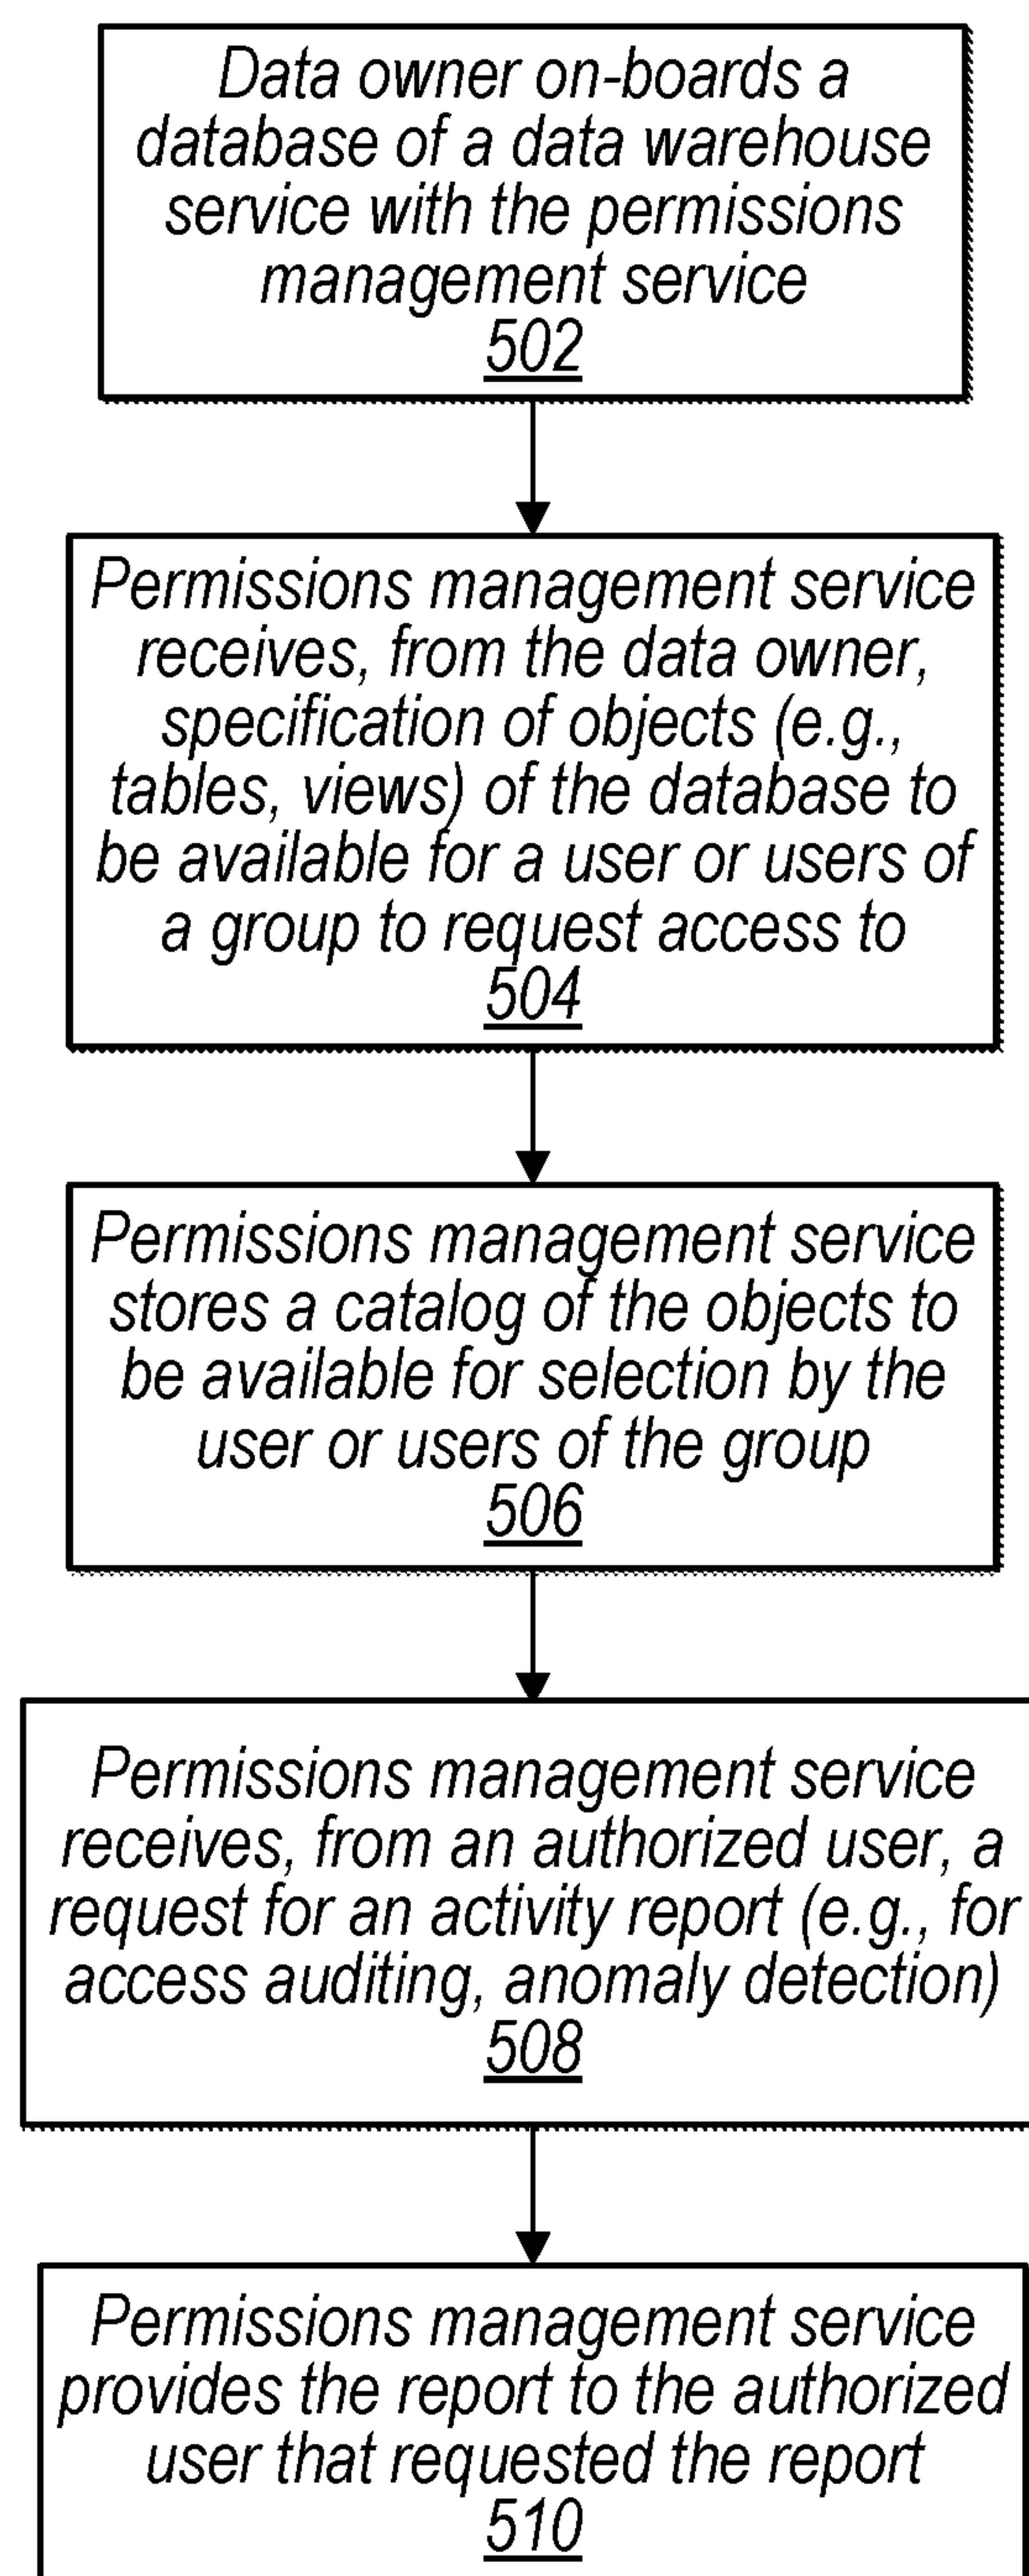 Data owner on-boards a
database of a data warehouse
service with the permissions
management service
502
Permissions management service
receives, from the data owner,
specification of objects (e.g.,
tables, views) of the database to
be available for a user or users of
a group to request access to
504
Permissions management service
stores a catalog of the objects to
be available for selection by the
user or users of the group
506
Permissions management service
receives, from an authorized user, a
request for an activity report (e.g., for
access auditing, anomaly detection)
508
Permissions management service
provides the report to the authorized
user that requested the report
510